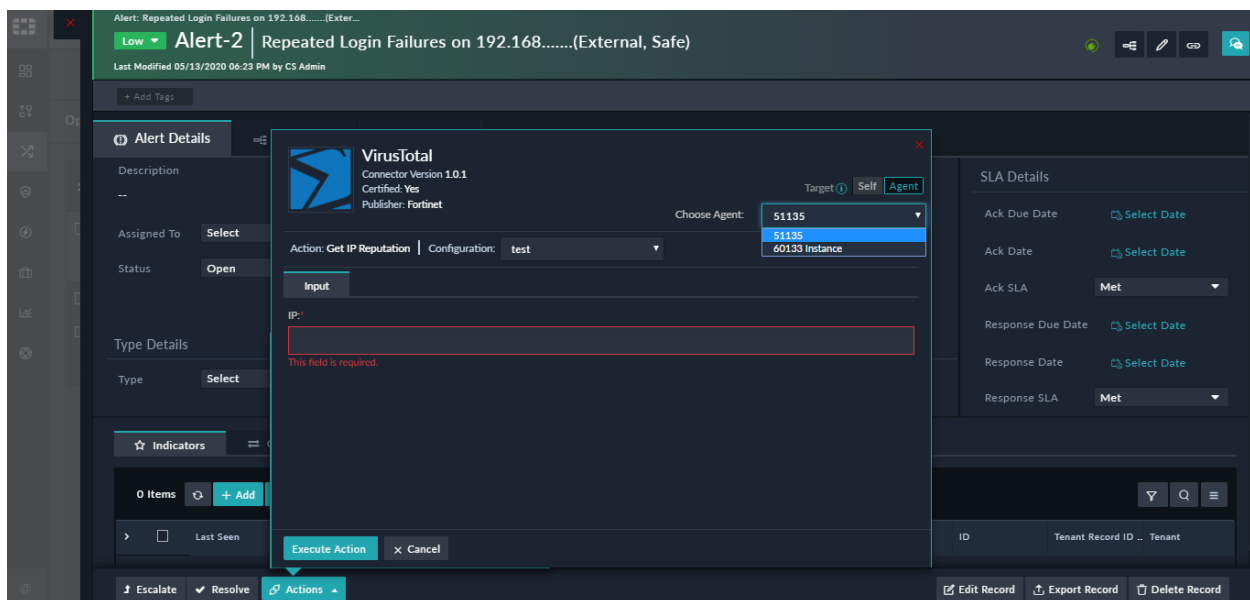 Alert: Repeated Login Failures on 192.168.......(Exter...
Low Alert-2 Repeated Login Failures on 192.168.......(External, Safe)
Last Modified 05/13/2020 06:23 PM by CS Admin
+ Add Tags
Alert Details
Description
--
Assigned To Select
Status Open
Type Details
Type Select
VirusTotal
Connector Version 1.0.1
Certified: Yes
Publisher: Fortinet
Target Self Agent
Choose Agent: 51135
51135
60133 Instance
Action: Get IP Reputation Configuration: test
Input
IP:*
This field is required.
Execute Action × Cancel
SLA Details
Ack Due Date Select Date
Ack Date Select Date
Ack SLA Met
Response Due Date Select Date
Response Date Select Date
Response SLA Met
Indicators
0 Items + Add
Last Seen ID Tenant Record ID .. Tenant
Escalate Resolve Actions Edit Record Export Record Delete Record